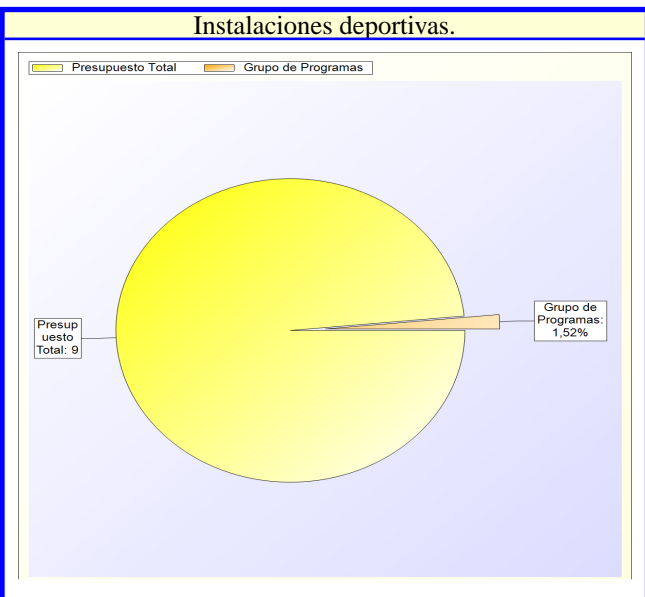 Instalaciones deportivas.
Presupuesto Total Grupo de Programas
Presup
uesto
Total: 9
Grupo de
Programas:
1,52%